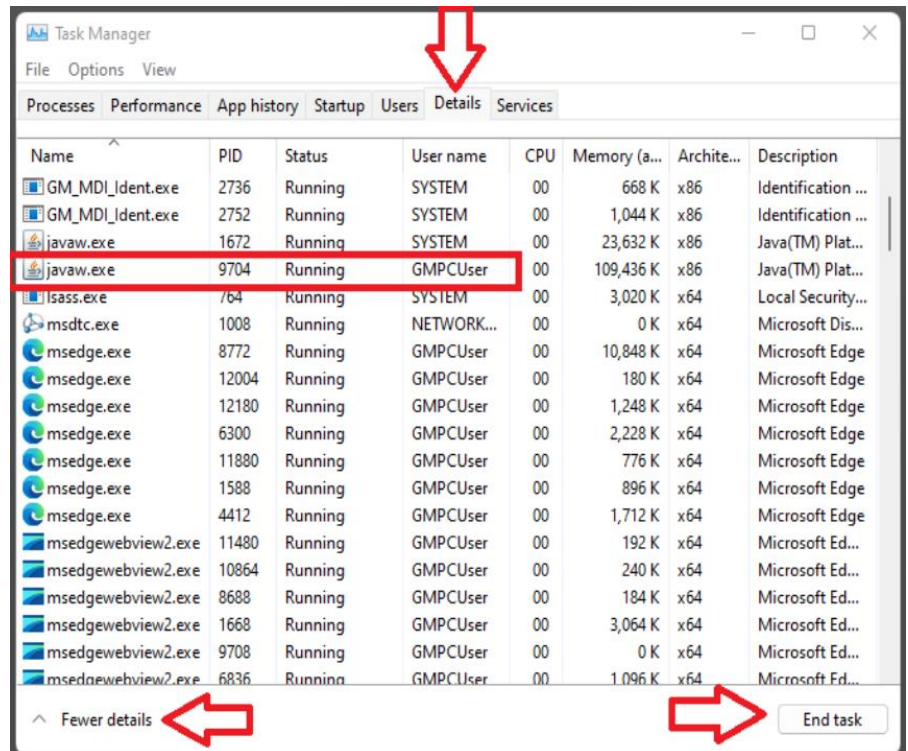 Task Manager
File Options View
Processes Performance App history Startup Users Details Services
Name PID Status User name CPU Memory (a... Archite... Description
GM_MDI_Ident.exe 2736 Running SYSTEM 00 668 K x86 Identification ...
GM_MDI_Ident.exe 2752 Running SYSTEM 00 1,044 K x86 Identification ...
javaw.exe 1672 Running SYSTEM 00 23,632 K x86 Java(TM) Plat...
javaw.exe 9704 Running GMPCUser 00 109,436 K x86 Java(TM) Plat...
lsass.exe 764 Running SYSTEM 00 3,020 K x64 Local Security...
msdtc.exe 1008 Running NETWORK... 00 0 K x64 Microsoft Dis...
msedge.exe 8772 Running GMPCUser 00 10,848 K x64 Microsoft Edge
msedge.exe 12004 Running GMPCUser 00 180 K x64 Microsoft Edge
msedge.exe 12180 Running GMPCUser 00 1,248 K x64 Microsoft Edge
msedge.exe 6300 Running GMPCUser 00 2,228 K x64 Microsoft Edge
msedge.exe 11880 Running GMPCUser 00 776 K x64 Microsoft Edge
msedge.exe 1588 Running GMPCUser 00 896 K x64 Microsoft Edge
msedge.exe 4412 Running GMPCUser 00 1,712 K x64 Microsoft Edge
msedgewebview2.exe 11480 Running GMPCUser 00 192 K x64 Microsoft Ed...
msedgewebview2.exe 10864 Running GMPCUser 00 240 K x64 Microsoft Ed...
msedgewebview2.exe 8688 Running GMPCUser 00 184 K x64 Microsoft Ed...
msedgewebview2.exe 1668 Running GMPCUser 00 3,064 K x64 Microsoft Ed...
msedgewebview2.exe 9708 Running GMPCUser 00 0 K x64 Microsoft Ed...
msedgewebview2.exe 6836 Running GMPCUser 00 1,096 K x64 Microsoft Ed...
Fewer details End task